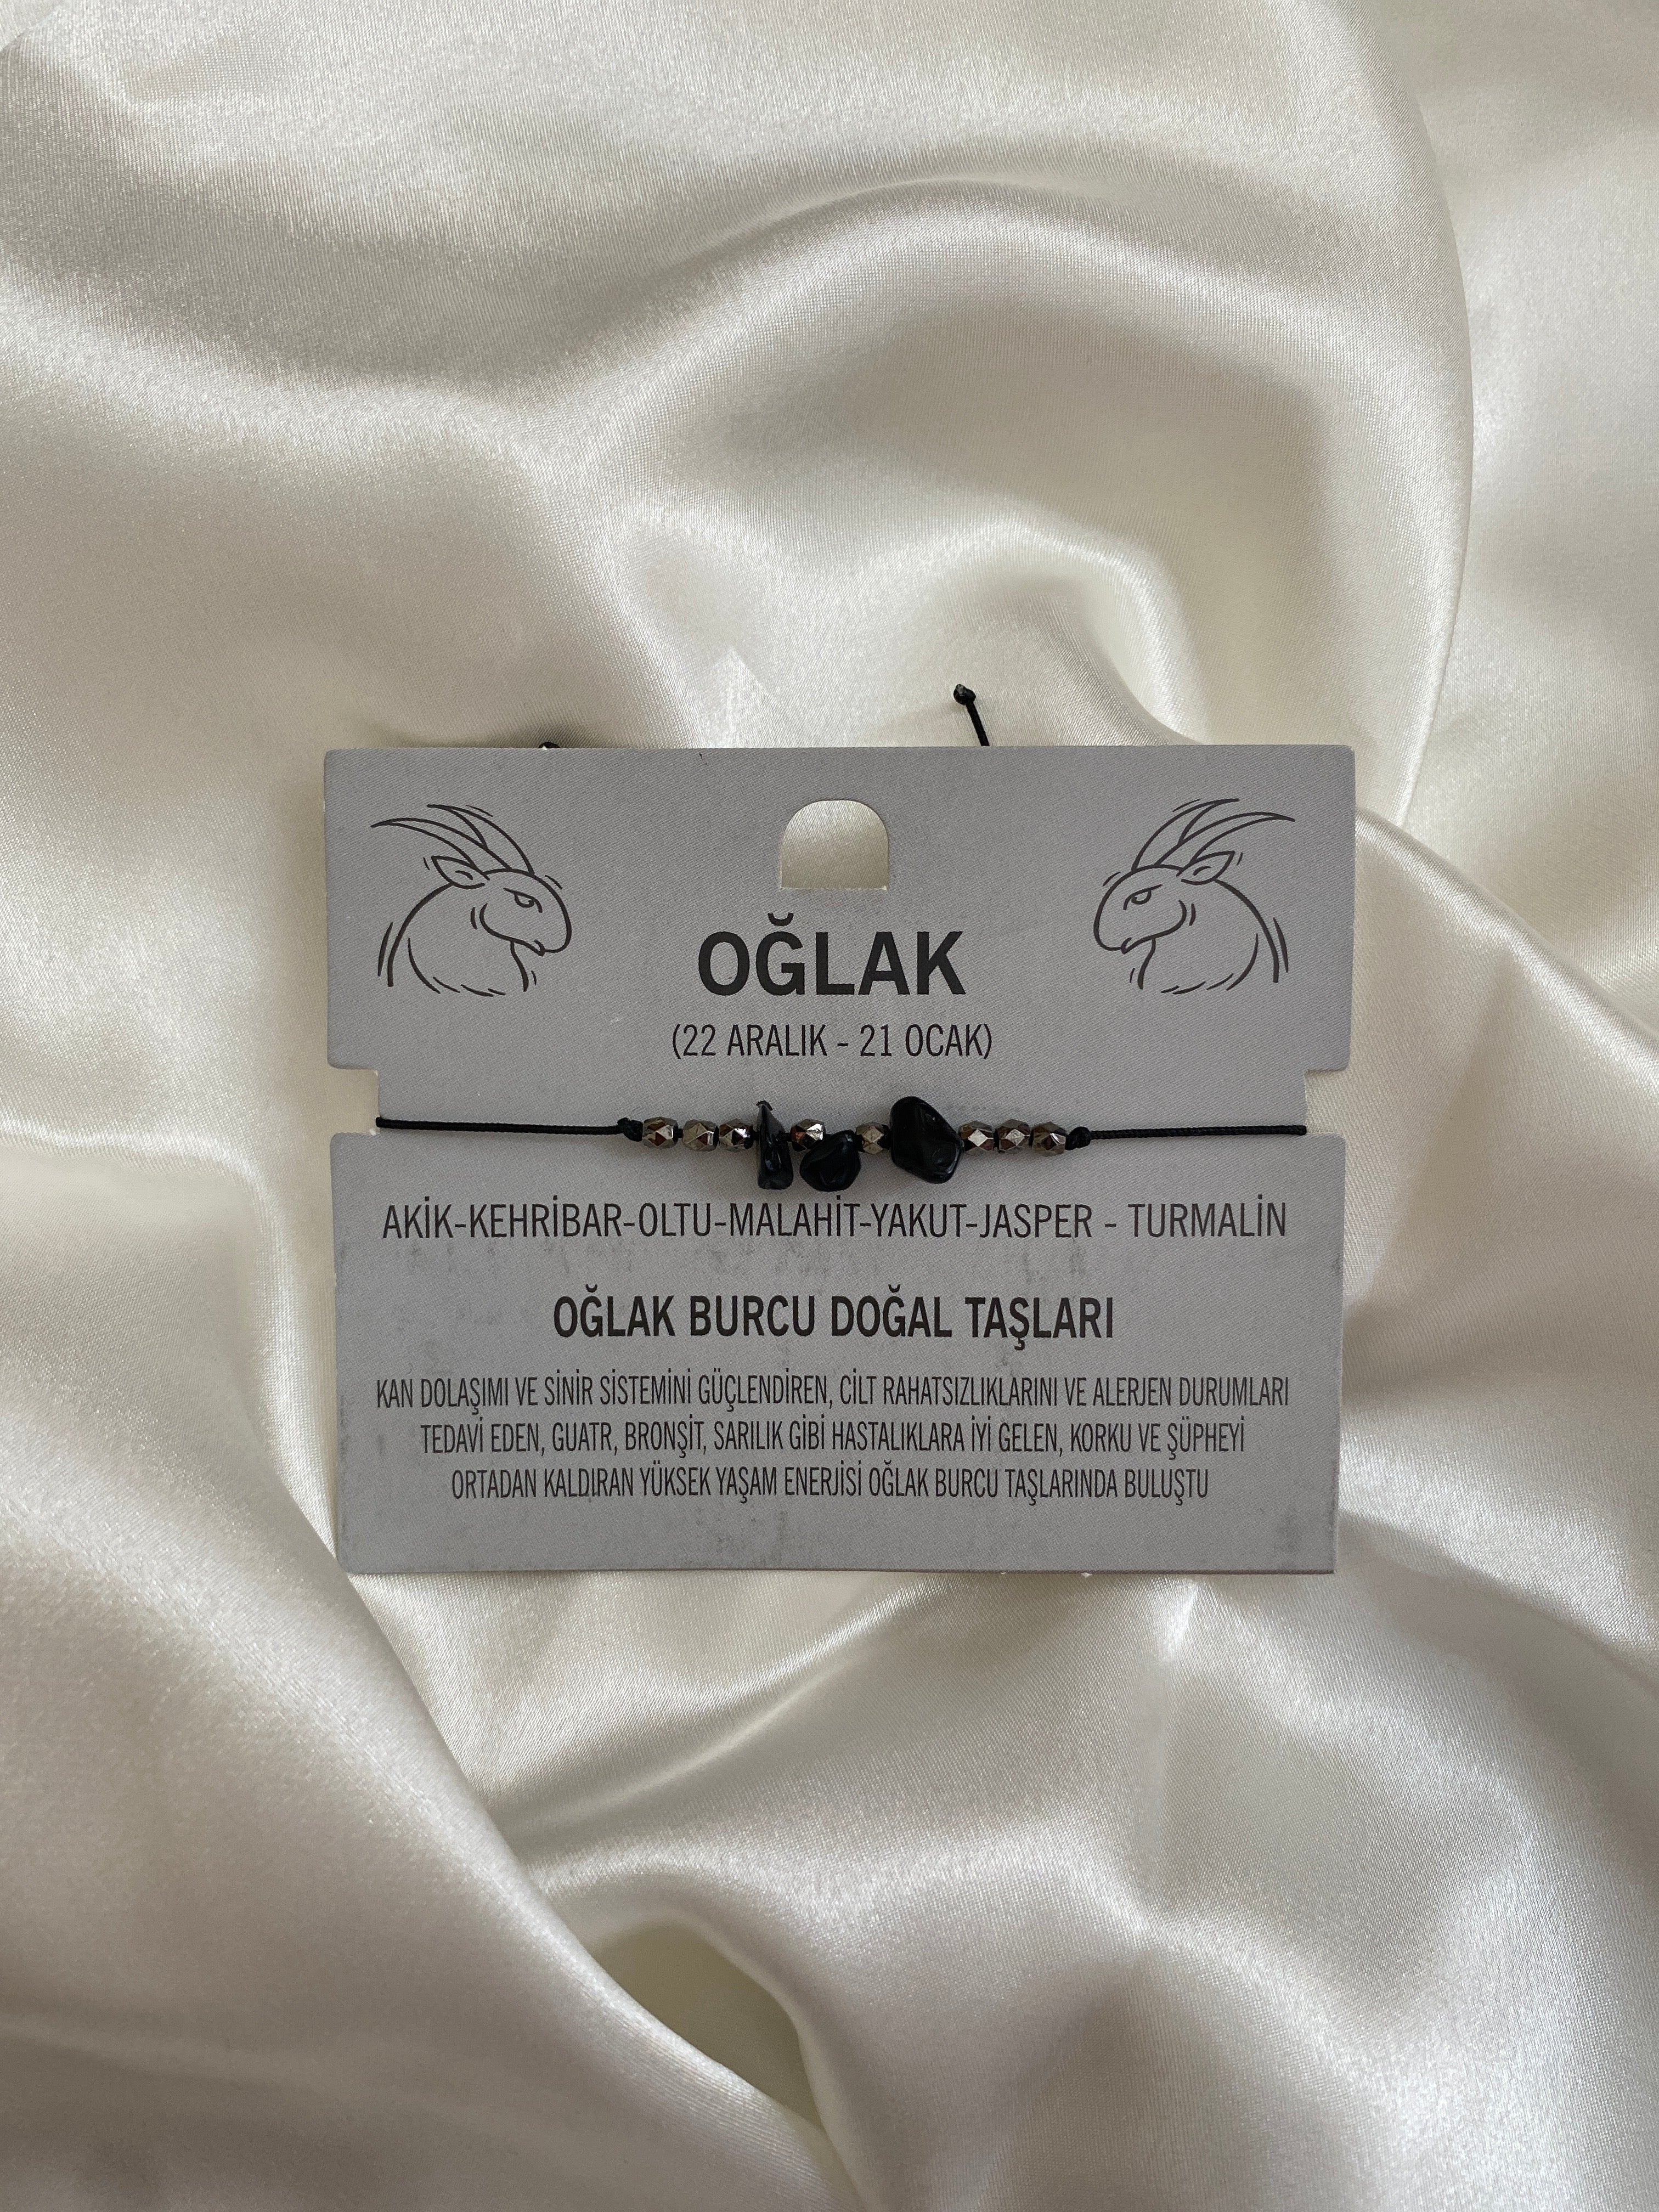 OĞLAK
(22 ARALIK - 21 OCAK)
AKİK-KEHRİBAR-OLTU-MALAHİT-YAKUT-JASPER - TURMALİN
OĞLAK BURCU DOĞAL TAŞLARI
KAN DOLAŞIMI VE SİNİR SİSTEMİNİ GÜÇLENDİREN, CİLT RAHATSIZLIKLARINI VE ALERJEN DURUMLARI
TEDAVİ EDEN, GUATR, BRONŞİT, SARILIK GİBİ HASTALIKLARA İYİ GELEN, KORKU VE ŞÜPHEYİ
ORTADAN KALDIRAN YÜKSEK YAŞAM ENERJİSİ OĞLAK BURCU TAŞLARINDA BULUŞTU